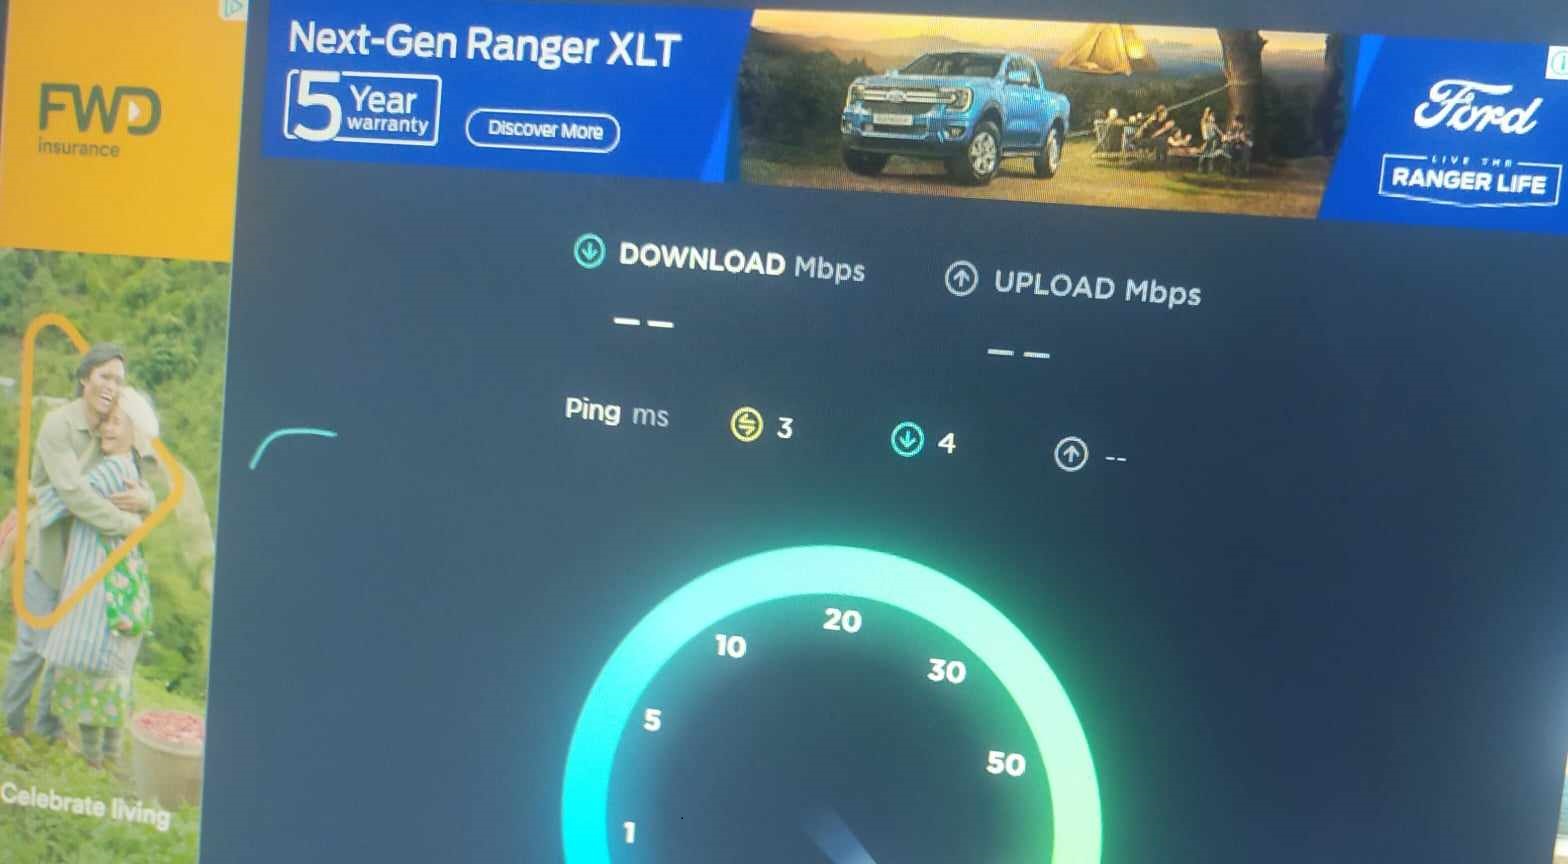 FWD
insurance
Celebrate living
Next-Gen Ranger XLT
5 Year
warranty
Discover More
Ford
LIVE THE
RANGER LIFE
DOWNLOAD Mbps
UPLOAD Mbps
— —
— —
Ping ms
3
4
--
1
5
10
20
30
50